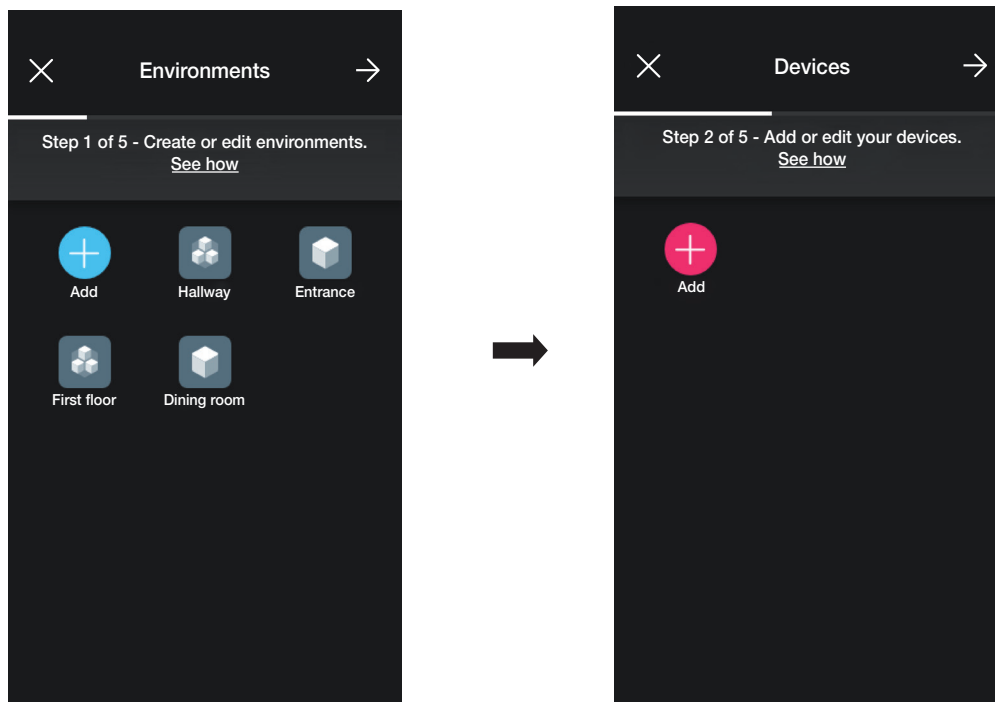 Environments
Step 1 of 5 - Create or edit environments.
See how
Add
Hallway
Entrance
First floor
Dining room
Devices
Step 2 of 5 - Add or edit your devices.
See how
Add